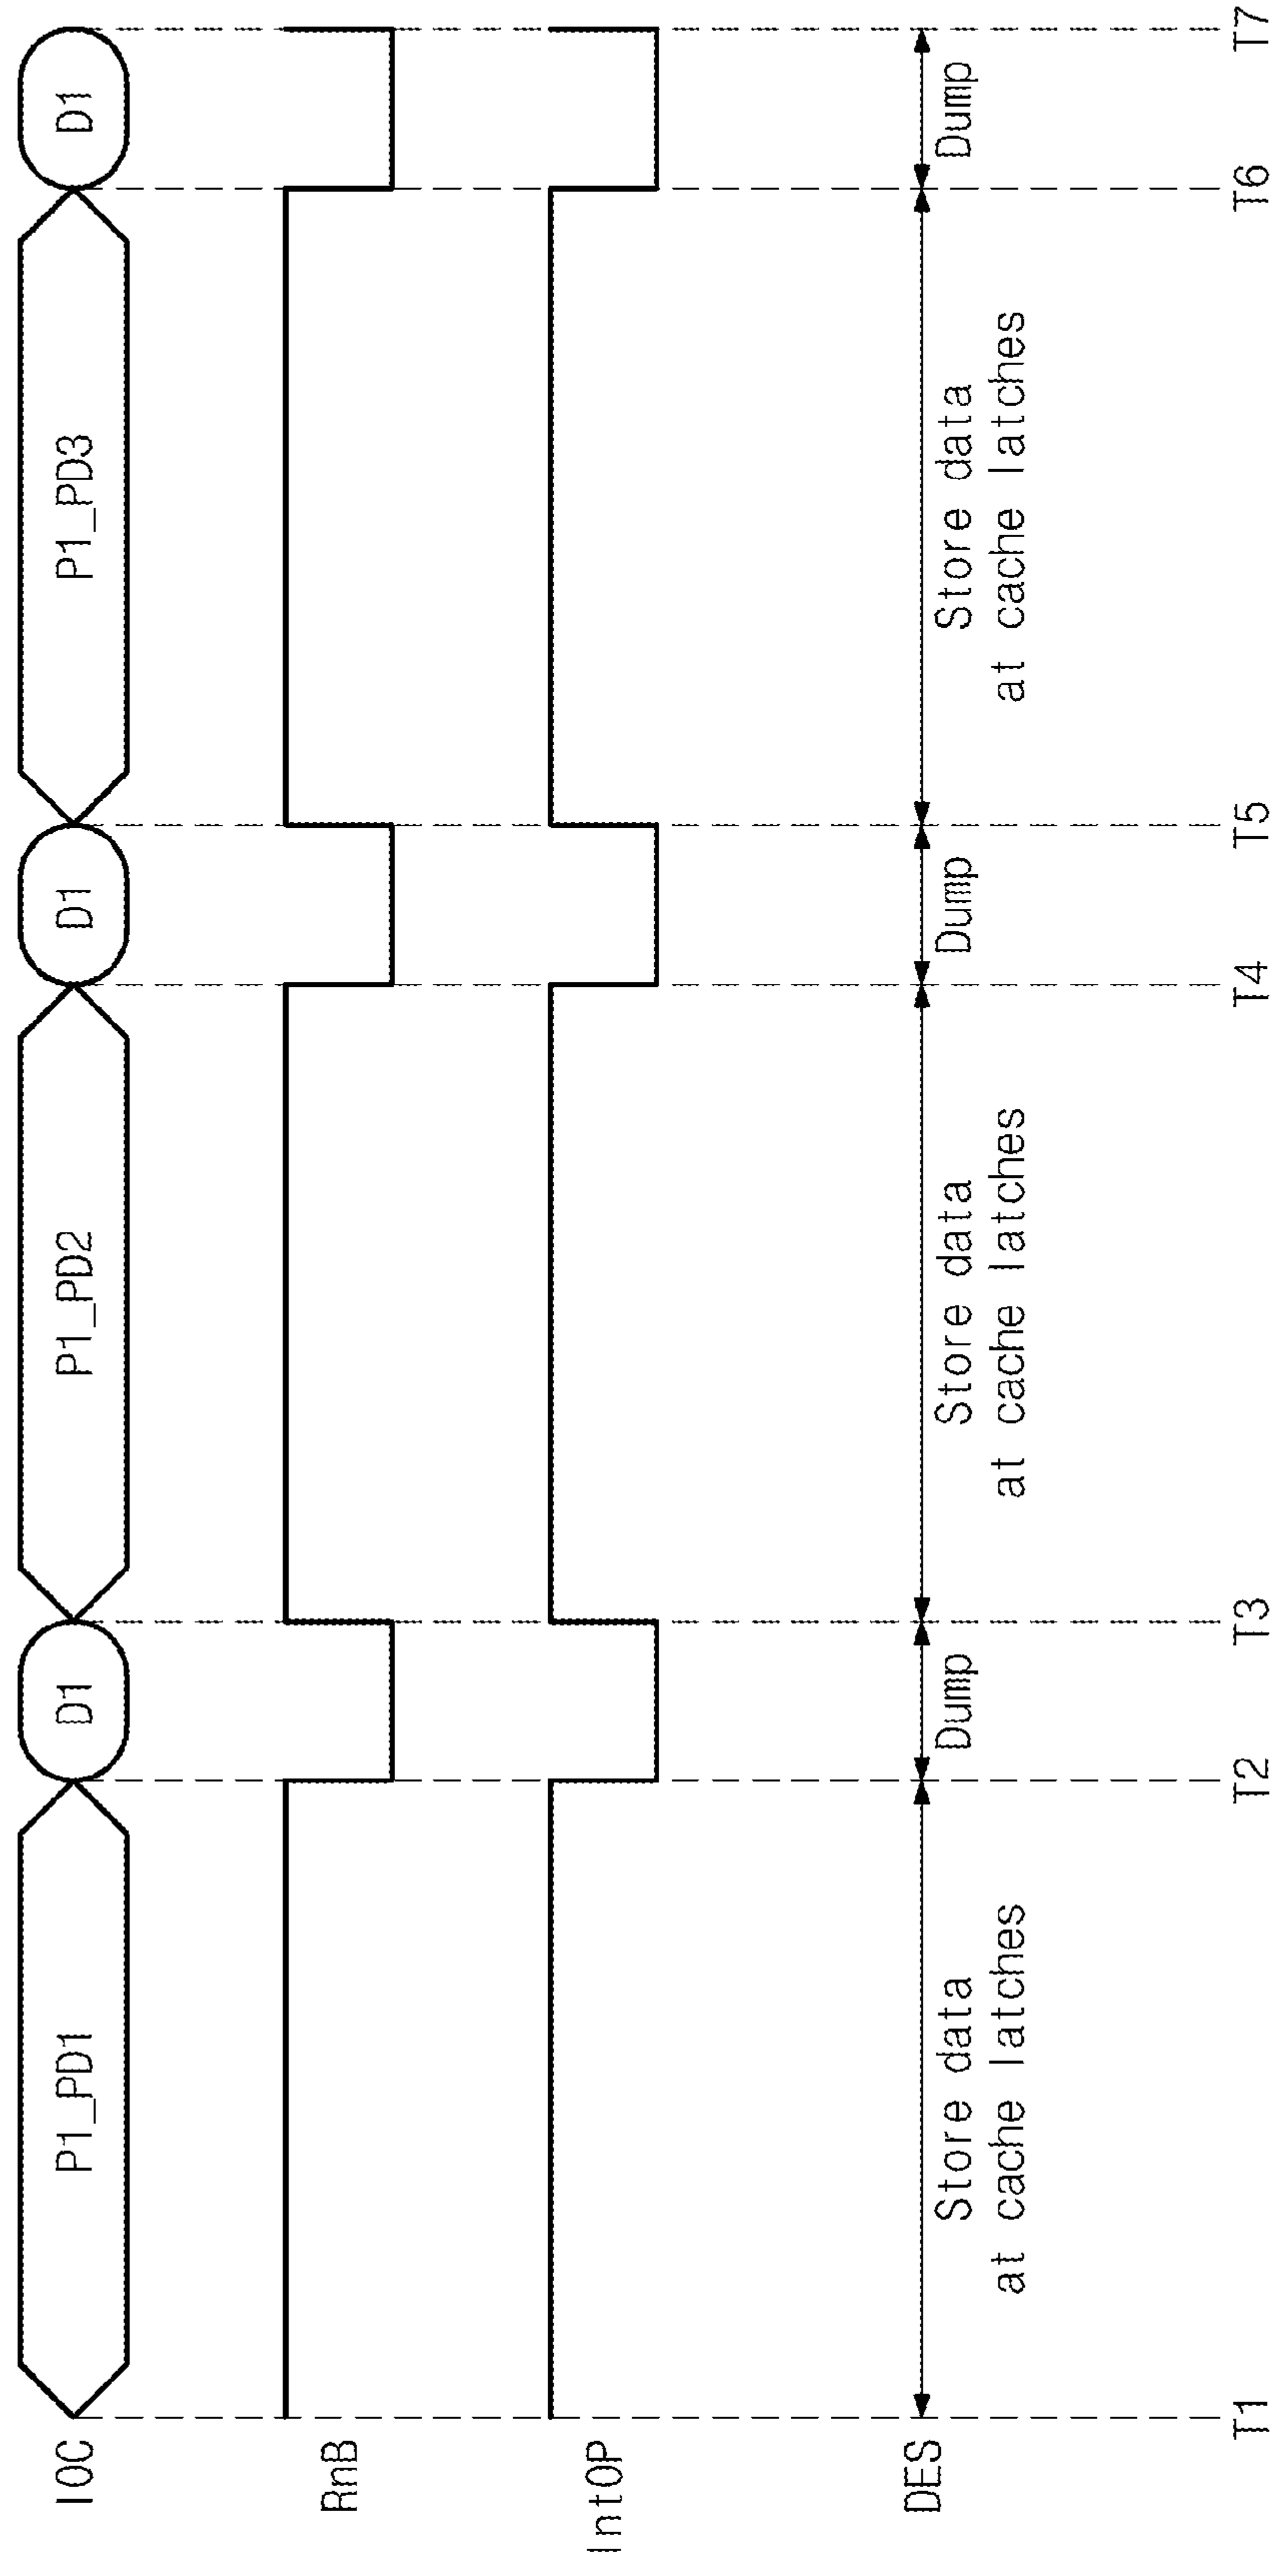 IOC
P1_PD1
D1
P1_PD2
D1
P1_PD3
D1
RnB
IntOP
DES
Store data
at cache latches
Dump
Store data
at cache latches
Dump
Store data
at cache latches
Dump
T1
T2
T3
T4
T5
T6
T7